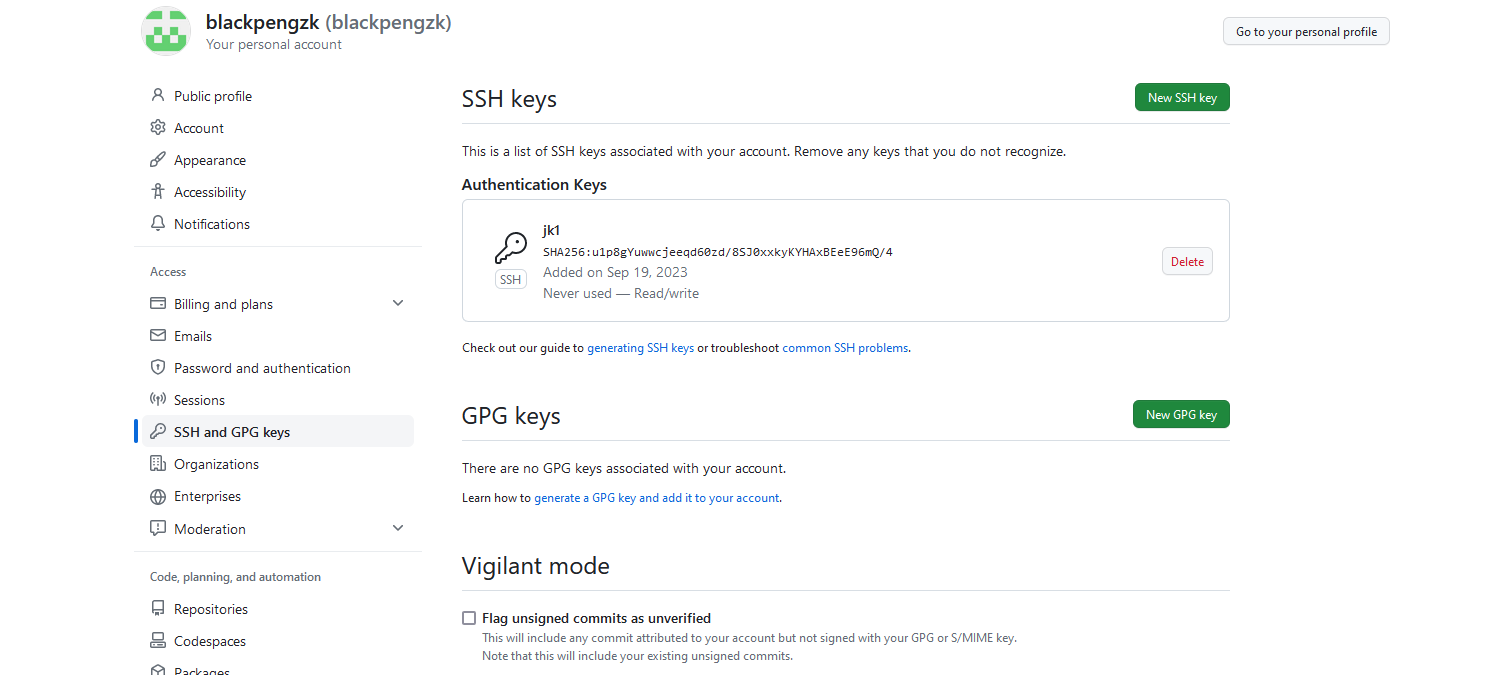 blackpengzk (blackpengzk)
Your personal account
Go to your personal profile
Public profile
Account
Appearance
Accessibility
Notifications
Access
Billing and plans
Emails
Password and authentication
Sessions
SSH and GPG keys
Organizations
Enterprises
Moderation
Code, planning, and automation
Repositories
Codespaces
Packages
SSH keys
New SSH key
This is a list of SSH keys associated with your account. Remove any keys that you do not recognize.
Authentication Keys
jk1
SHA256:u1p8gYuwwcjeeqd60zd/8SJ0xxkyKYHAxBEeE96mQ/4
Added on Sep 19, 2023
Never used — Read/write
SSH
Delete
Check out our guide to generating SSH keys or troubleshoot common SSH problems.
GPG keys
New GPG key
There are no GPG keys associated with your account.
Learn how to generate a GPG key and add it to your account.
Vigilant mode
Flag unsigned commits as unverified
This will include any commit attributed to your account but not signed with your GPG or S/MIME key.
Note that this will include your existing unsigned commits.